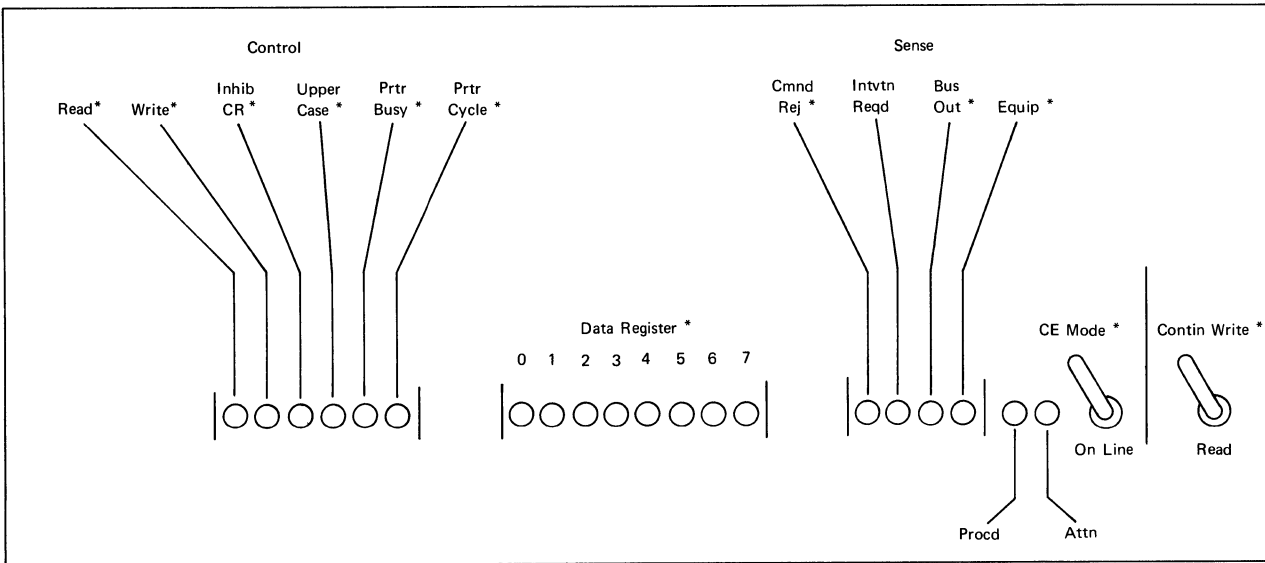 Control
Sense
Read*
Write*
Inhib
CR *
Upper
Case *
Prtr
Busy *
Prtr
Cycle *
Cmnd
Rej *
Intvtn
Reqd
Bus
Out *
Equip *
Data Register *
0 1 2 3 4 5 6 7
CE Mode *
Contin Write *
On Line
Read
Procd
Attn